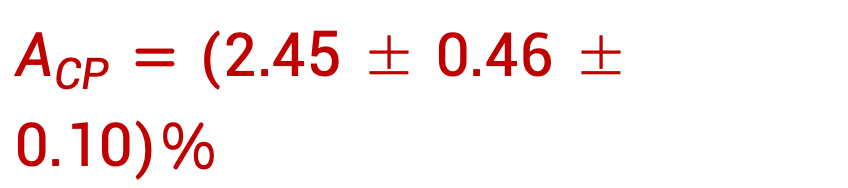 A_CP = (2.45 ± 0.46 ±
0.10)%